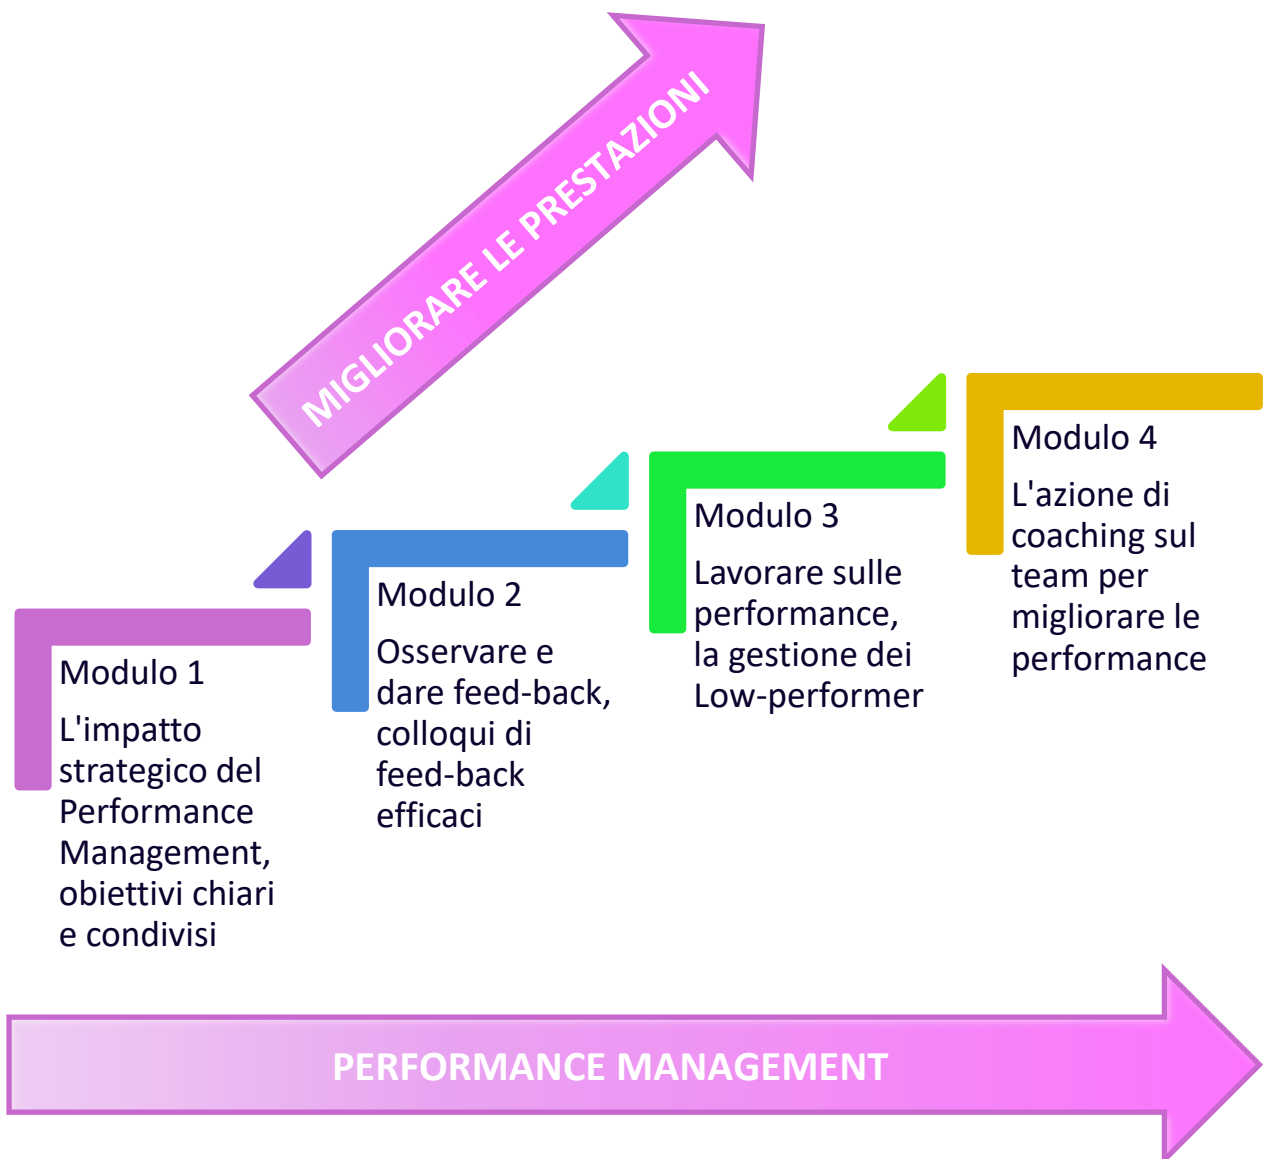 MIGLIORARE LE PRESTAZIONI
Modulo 1
L'impatto
strategico del
Performance
Management,
obiettivi chiari
e condivisi
Modulo 2
Osservare e
dare feed-back,
colloqui di
feed-back
efficaci
Modulo 3
Lavorare sulle
performance,
la gestione dei
Low-performer
Modulo 4
L'azione di
coaching sul
team per
migliorare le
performance
PERFORMANCE MANAGEMENT